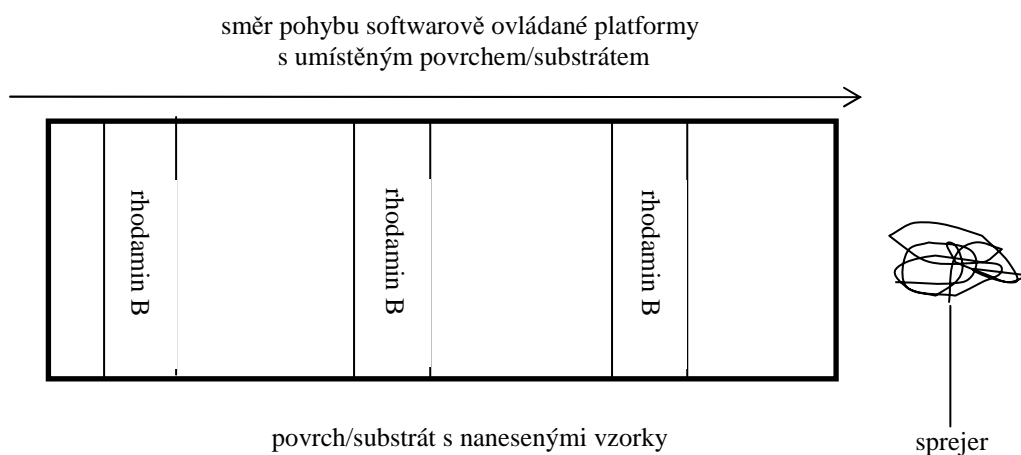 směr pohybu softwarově ovládané platformy
s umístěným povrchem/substrátem
rhodamin B
rhodamin B
rhodamin B
povrch/substrát s nanesenými vzorky
sprejer